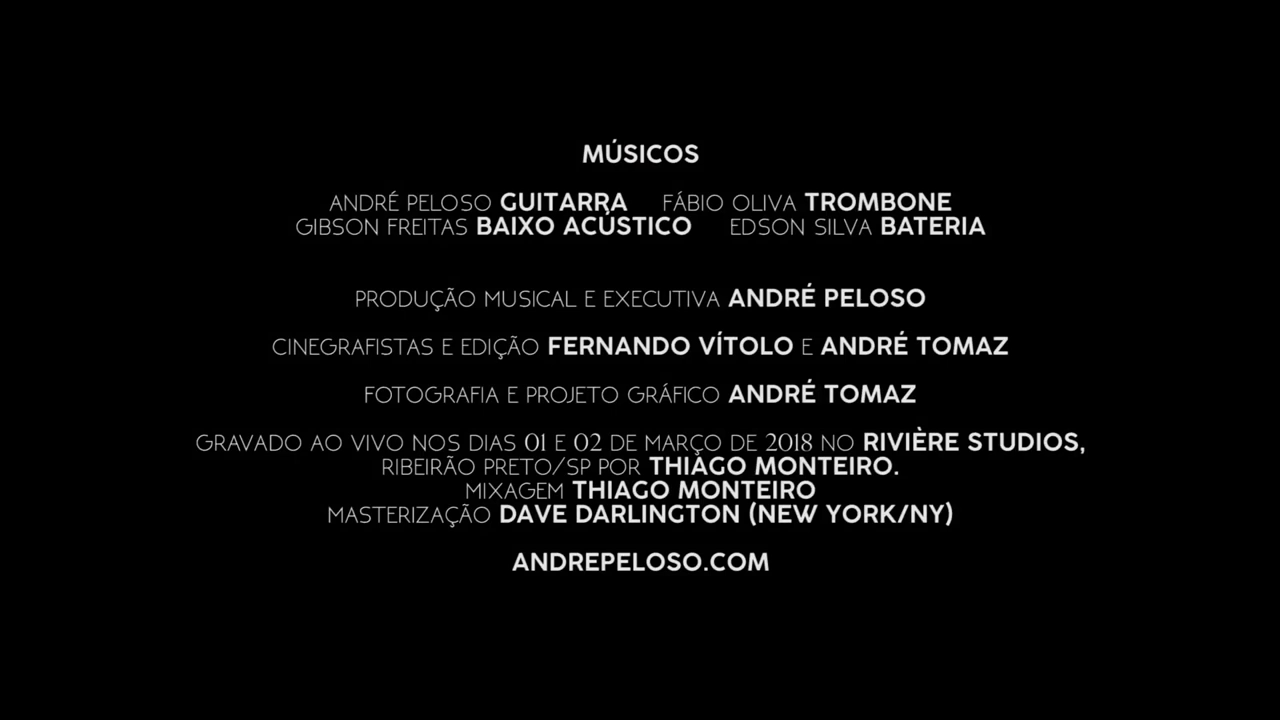 MÚSICOS
ANDRÉ PELOSO GUITARRA FÁBIO OLIVA TROMBONE
GIBSON FREITAS BAIXO ACÚSTICO EDSON SILVA BATERIA
PRODUÇÃO MUSICAL E EXECUTIVA ANDRÉ PELOSO
CINEGRAFISTAS E EDIÇÃO FERNANDO VÍTOLO E ANDRÉ TOMAZ
FOTOGRAFIA E PROJETO GRÁFICO ANDRÉ TOMAZ
GRAVADO AO VIVO NOS DIAS 01 E 02 DE MARÇO DE 2018 NO RIVIÈRE STUDIOS,
RIBEIRÃO PRETO/SP POR THIAGO MONTEIRO.
MIXAGEM THIAGO MONTEIRO
MASTERIZAÇÃO DAVE DARLINGTON (NEW YORK/NY)
ANDREPELOSO.COM